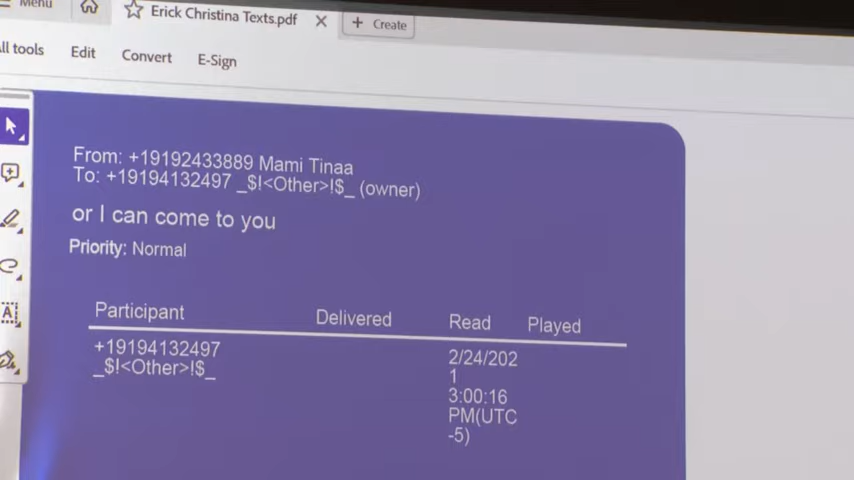 Menu
Erick Christina Texts.pdf
+ Create
All tools
Edit
Convert
E-Sign
From: +19192433889 Mami Tinaa
To: +19194132497 _$!<Other>!$_ (owner)
or I can come to you
Priority: Normal
Participant Delivered Read Played
+19194132497
_$!<Other>!$_
2/24/202
1
3:00:16
PM(UTC
-5)